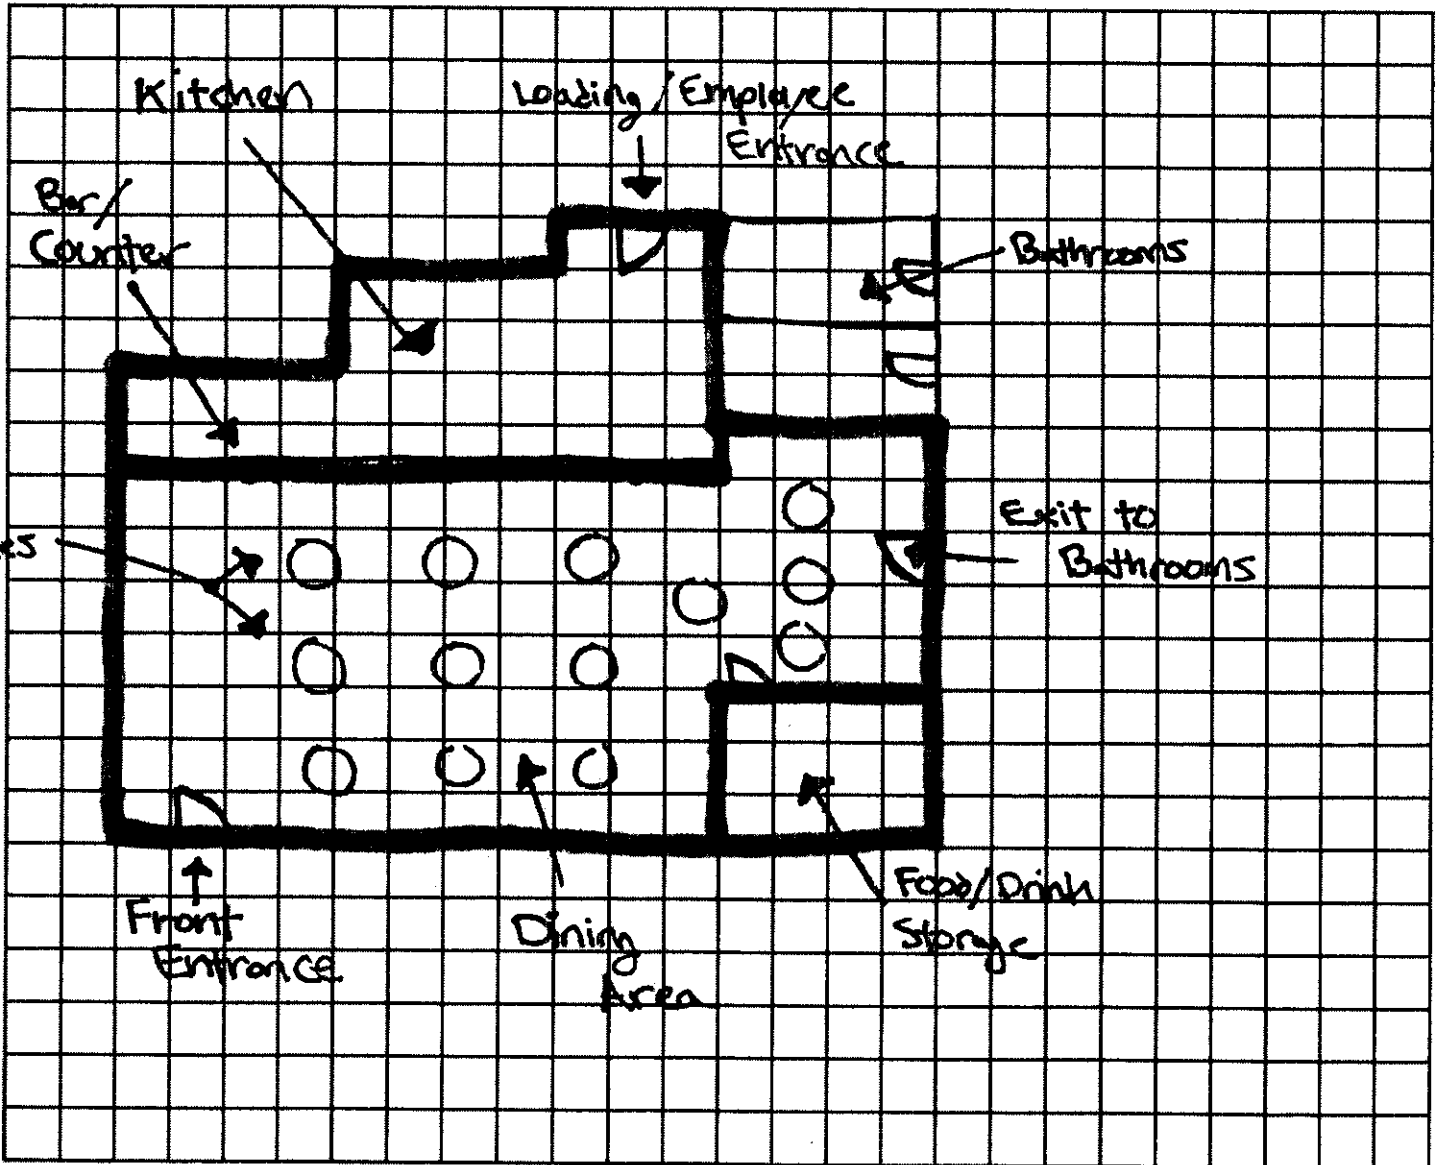 Kitchen
Loading/Employee
Entrance
Bar/
Counter
Bathrooms
Exit to
Bathrooms
Front
Entrance
Dining
Area
Food/Drink
Storage